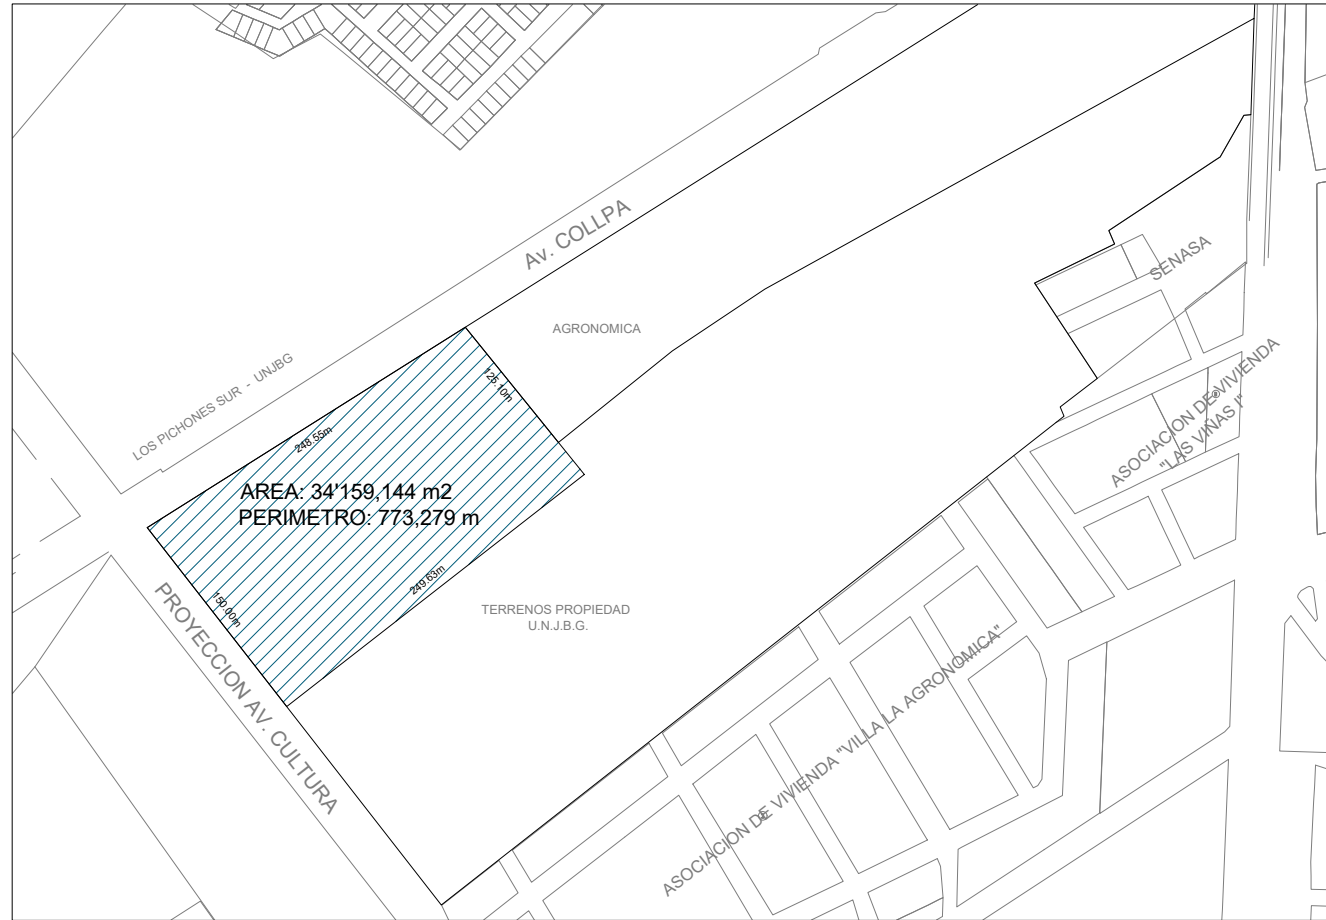 Av. COLLPA
SENASA
AGRONOMICA
LOS PICHONES SUR - UNJBG
125.10m
248.55m
ASOCIACION DE VIVIENDA
"LAS VIÑAS I"
AREA: 34'159,144 m2
PERIMETRO: 773,279 m
249.63m
150.00m
TERRENOS PROPIEDAD
U.N.J.B.G.
PROYECCION AV. CULTURA
ASOCIACION DE VIVIENDA "VILLA LA AGRONOMICA"